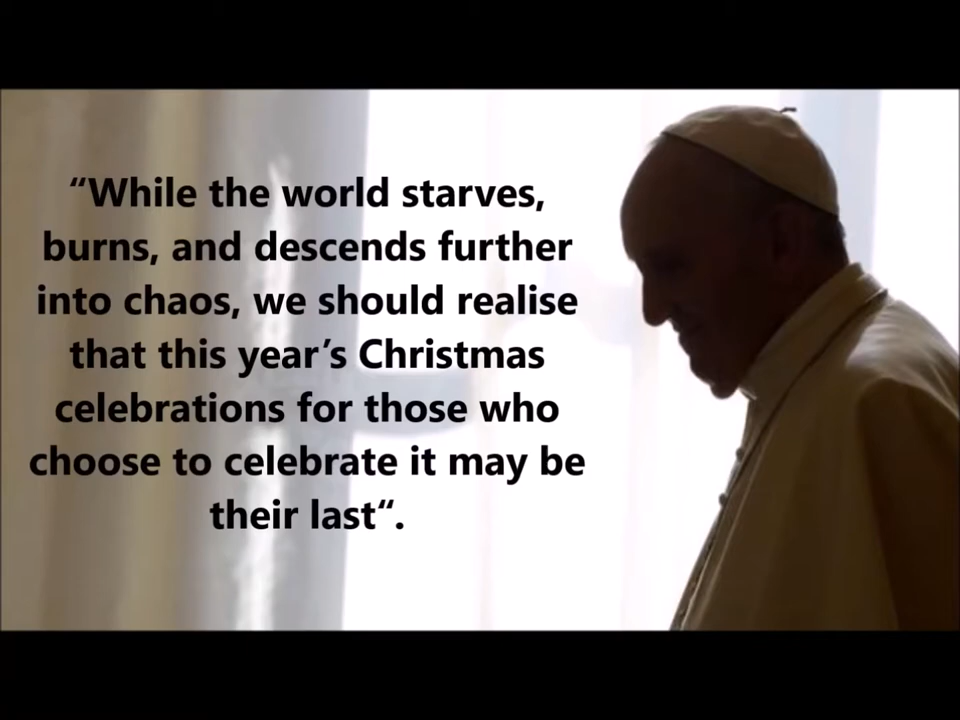 “While the world starves,
burns, and descends further
into chaos, we should realise
that this year’s Christmas
celebrations for those who
choose to celebrate it may be
their last“.